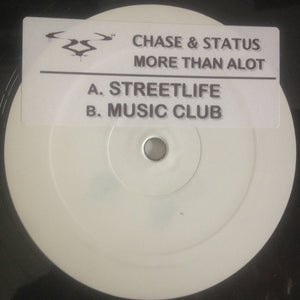 CHASE & STATUS
MORE THAN ALOT
A. STREETLIFE
B. MUSIC CLUB